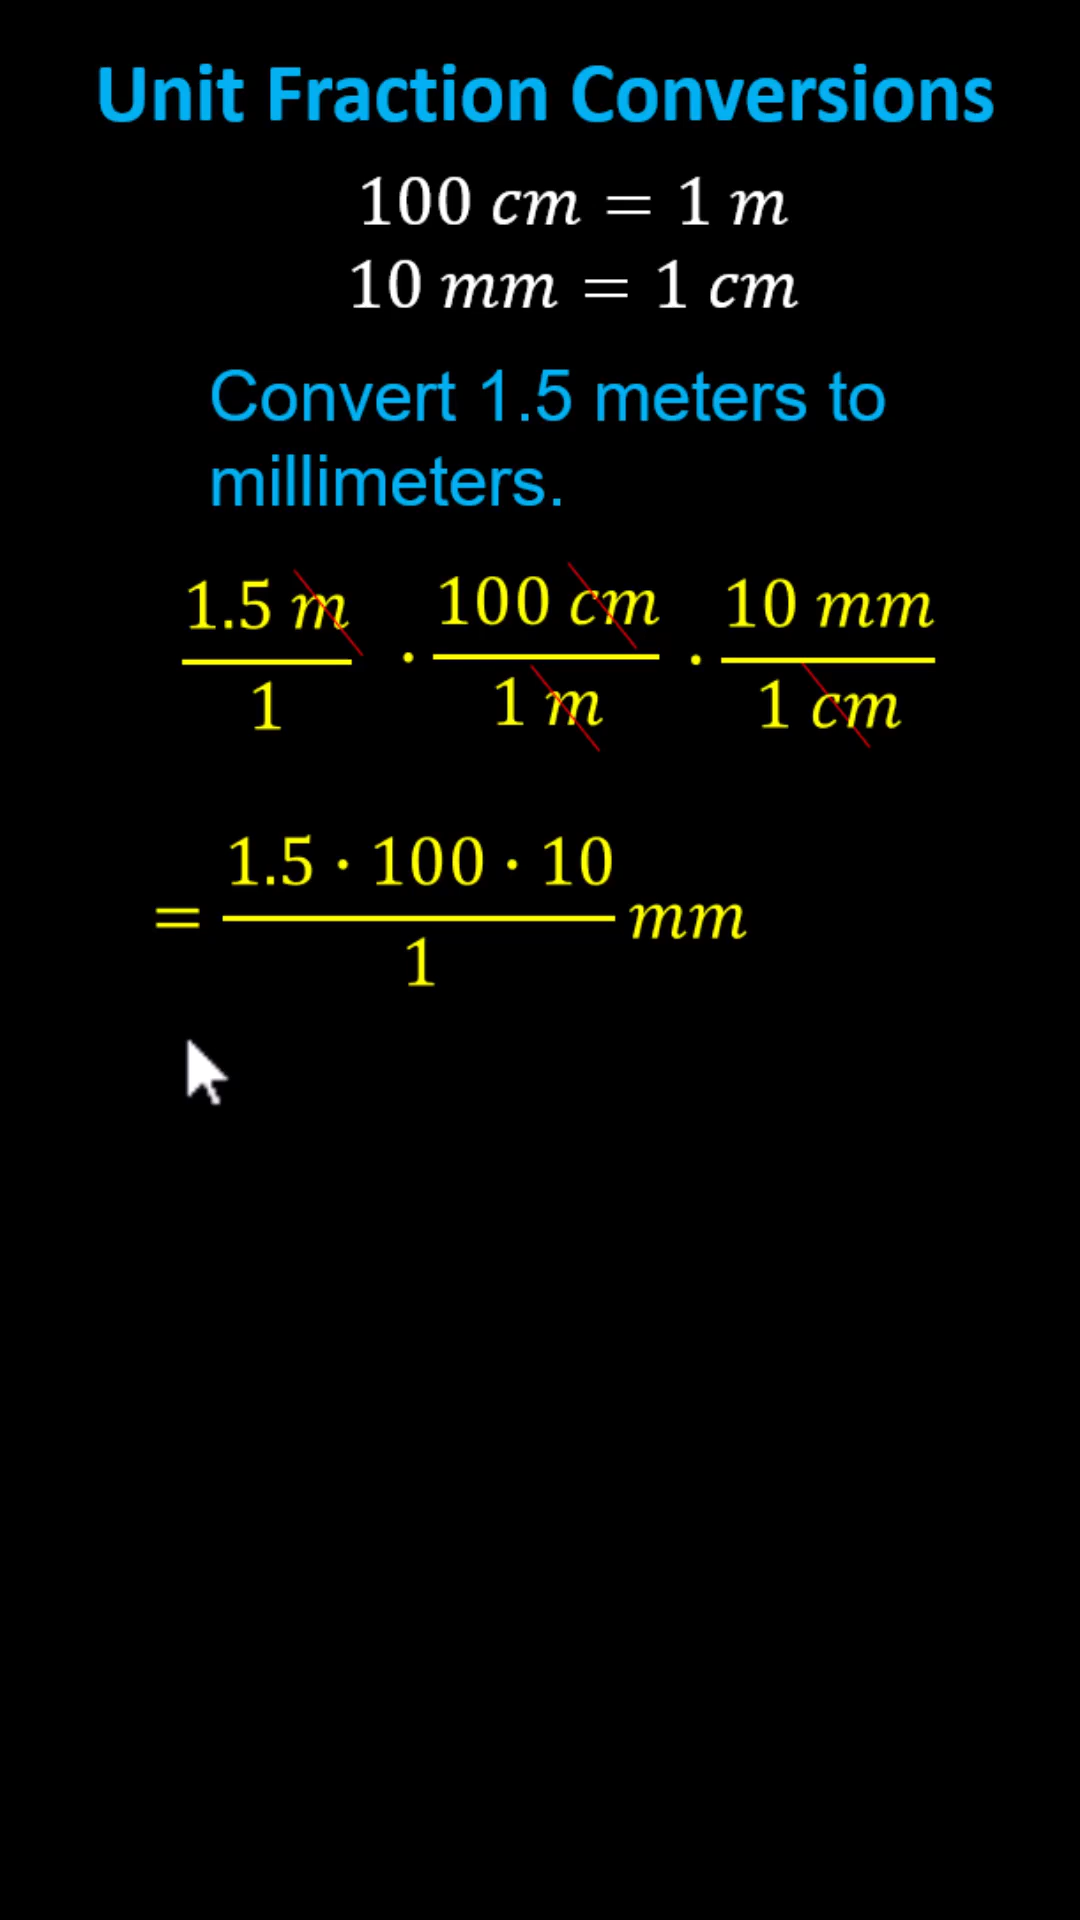 Unit Fraction Conversions
100 cm = 1 m
10 mm = 1 cm
Convert 1.5 meters to
millimeters.
1.5 m / 1 · 100 cm / 1 m · 10 mm / 1 cm
= 1.5 · 100 · 10 / 1 mm